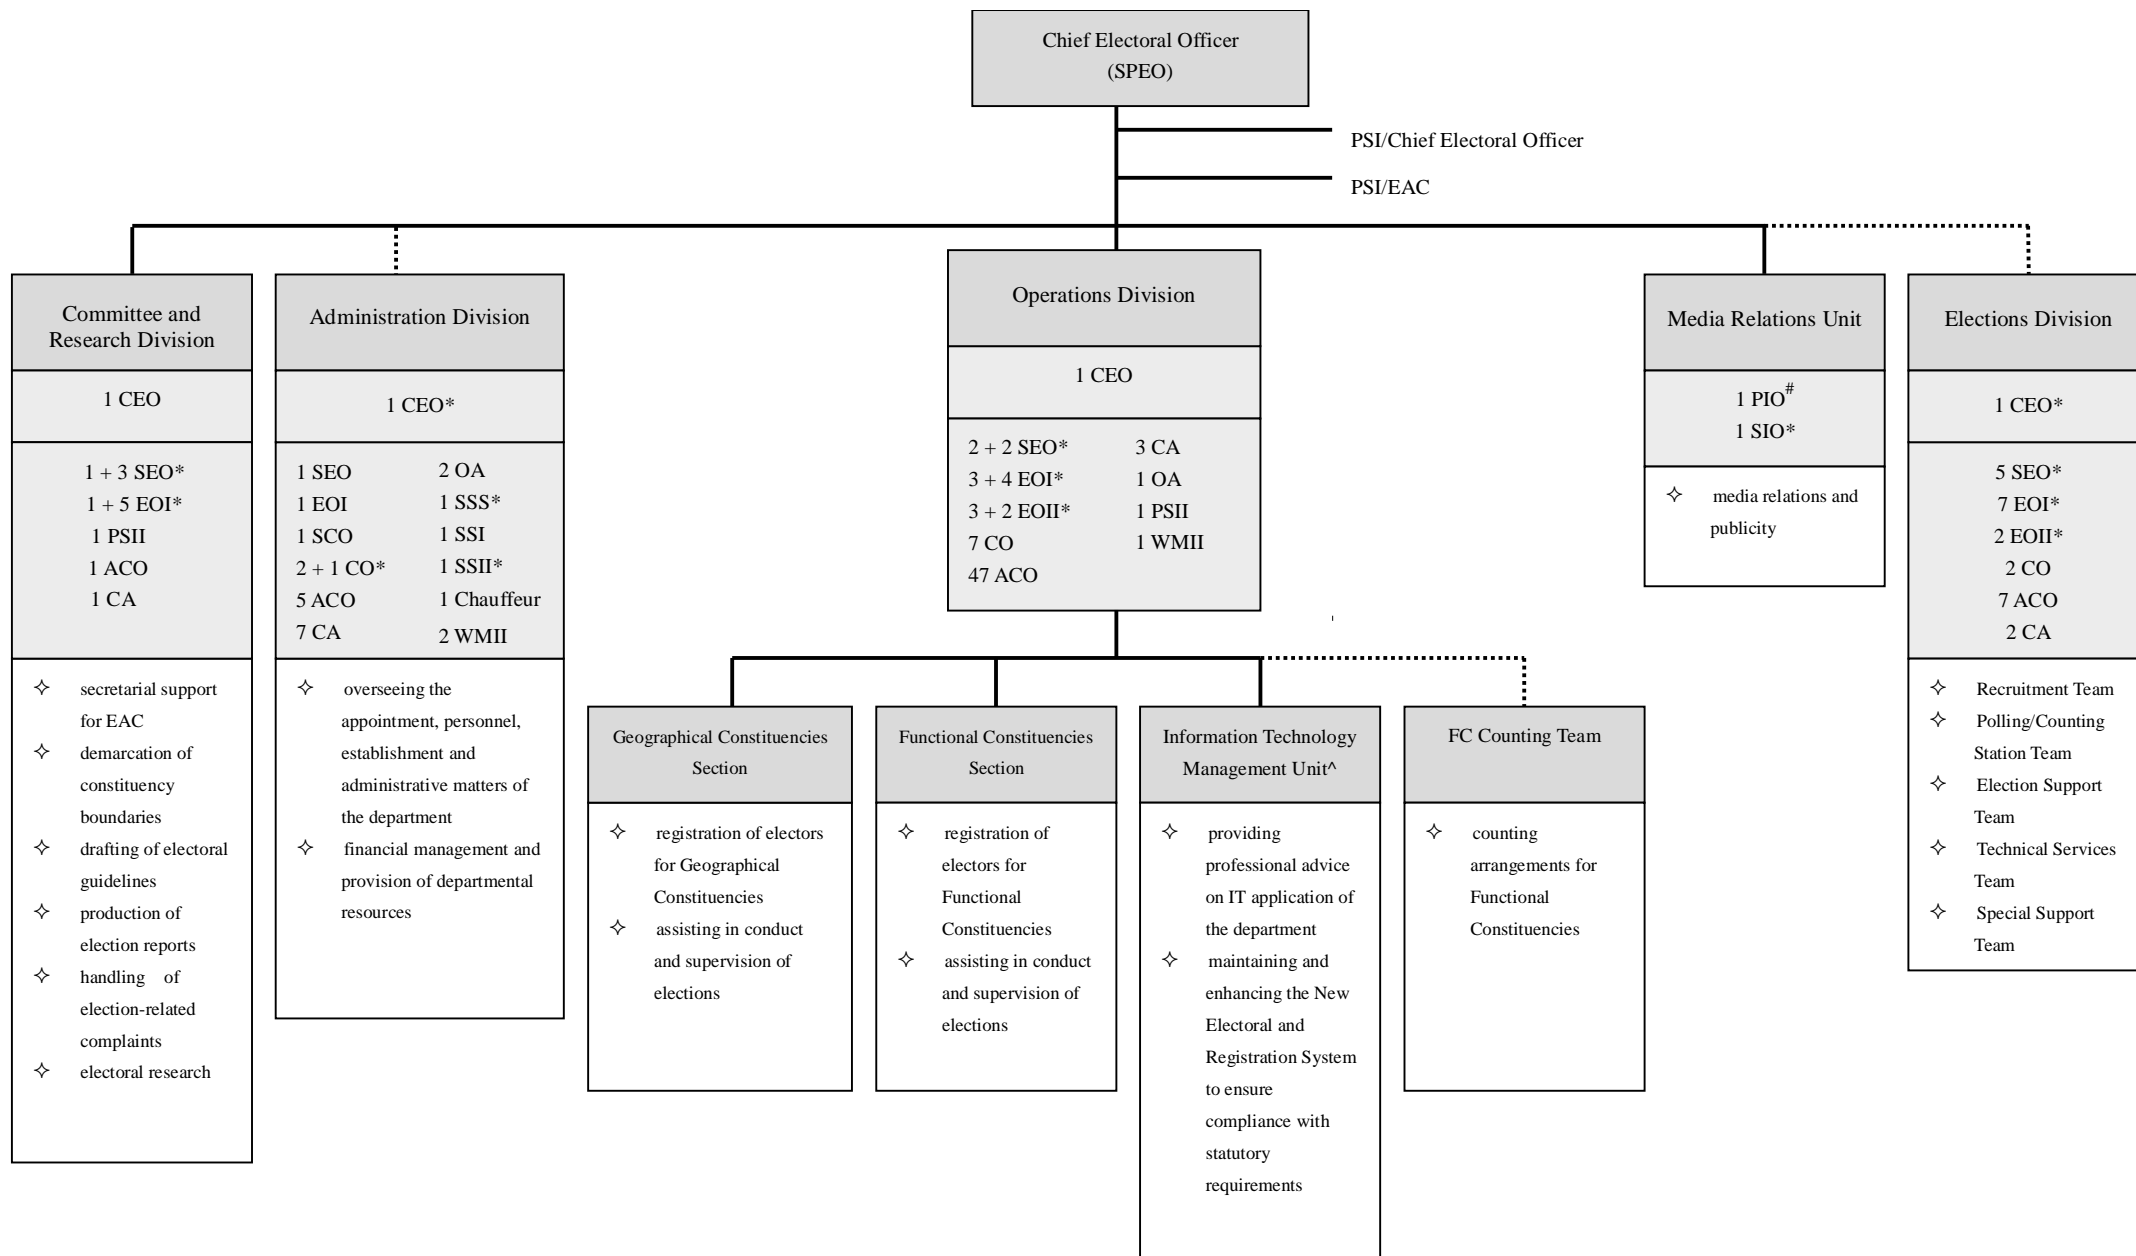 Chief Electoral Officer
(SPEO)
PSI/Chief Electoral Officer
PSI/EAC
Committee and
Research Division
1 CEO
1 + 3 SEO*
1 + 5 EOI*
1 PSII
1 ACO
1 CA
✧ secretarial support
for EAC
✧ demarcation of
constituency
boundaries
✧ drafting of electoral
guidelines
✧ production of
election reports
✧ handling of
election-related
complaints
✧ electoral research
Administration Division
1 CEO*
1 SEO
1 EOI
1 SCO
2 + 1 CO*
5 ACO
7 CA
2 OA
1 SSS*
1 SSI
1 SSII*
1 Chauffeur
2 WMII
✧ overseeing the
appointment, personnel,
establishment and
administrative matters of
the department
✧ financial management and
provision of departmental
resources
Operations Division
1 CEO
2 + 2 SEO*
3 + 4 EOI*
3 + 2 EOII*
7 CO
47 ACO
3 CA
1 OA
1 PSII
1 WMII
Geographical Constituencies
Section
✧ registration of electors
for Geographical
Constituencies
✧ assisting in conduct
and supervision of
elections
Functional Constituencies
Section
✧ registration of
electors for
Functional
Constituencies
✧ assisting in conduct
and supervision of
elections
Information Technology
Management Unit^
✧ providing
professional advice
on IT application of
the department
✧ maintaining and
enhancing the New
Electoral and
Registration System
to ensure
compliance with
statutory
requirements
FC Counting Team
✧ counting
arrangements for
Functional
Constituencies
Media Relations Unit
1 PIO#
1 SIO*
✧ media relations and
publicity
Elections Division
1 CEO*
5 SEO*
7 EOI*
2 EOII*
2 CO
7 ACO
2 CA
✧ Recruitment Team
✧ Polling/Counting
Station Team
✧ Election Support
Team
✧ Technical Services
Team
✧ Special Support
Team